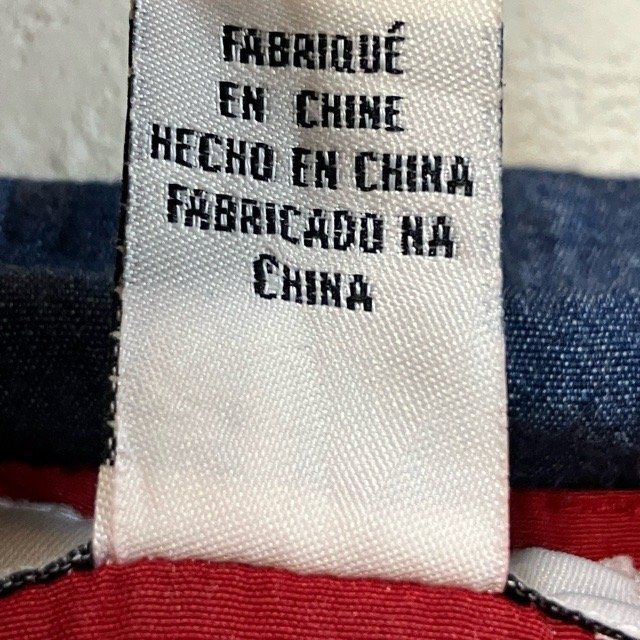 FABRIQUÉ
EN CHINE
HECHO EN CHINA
FABRICADO NA
CHINA